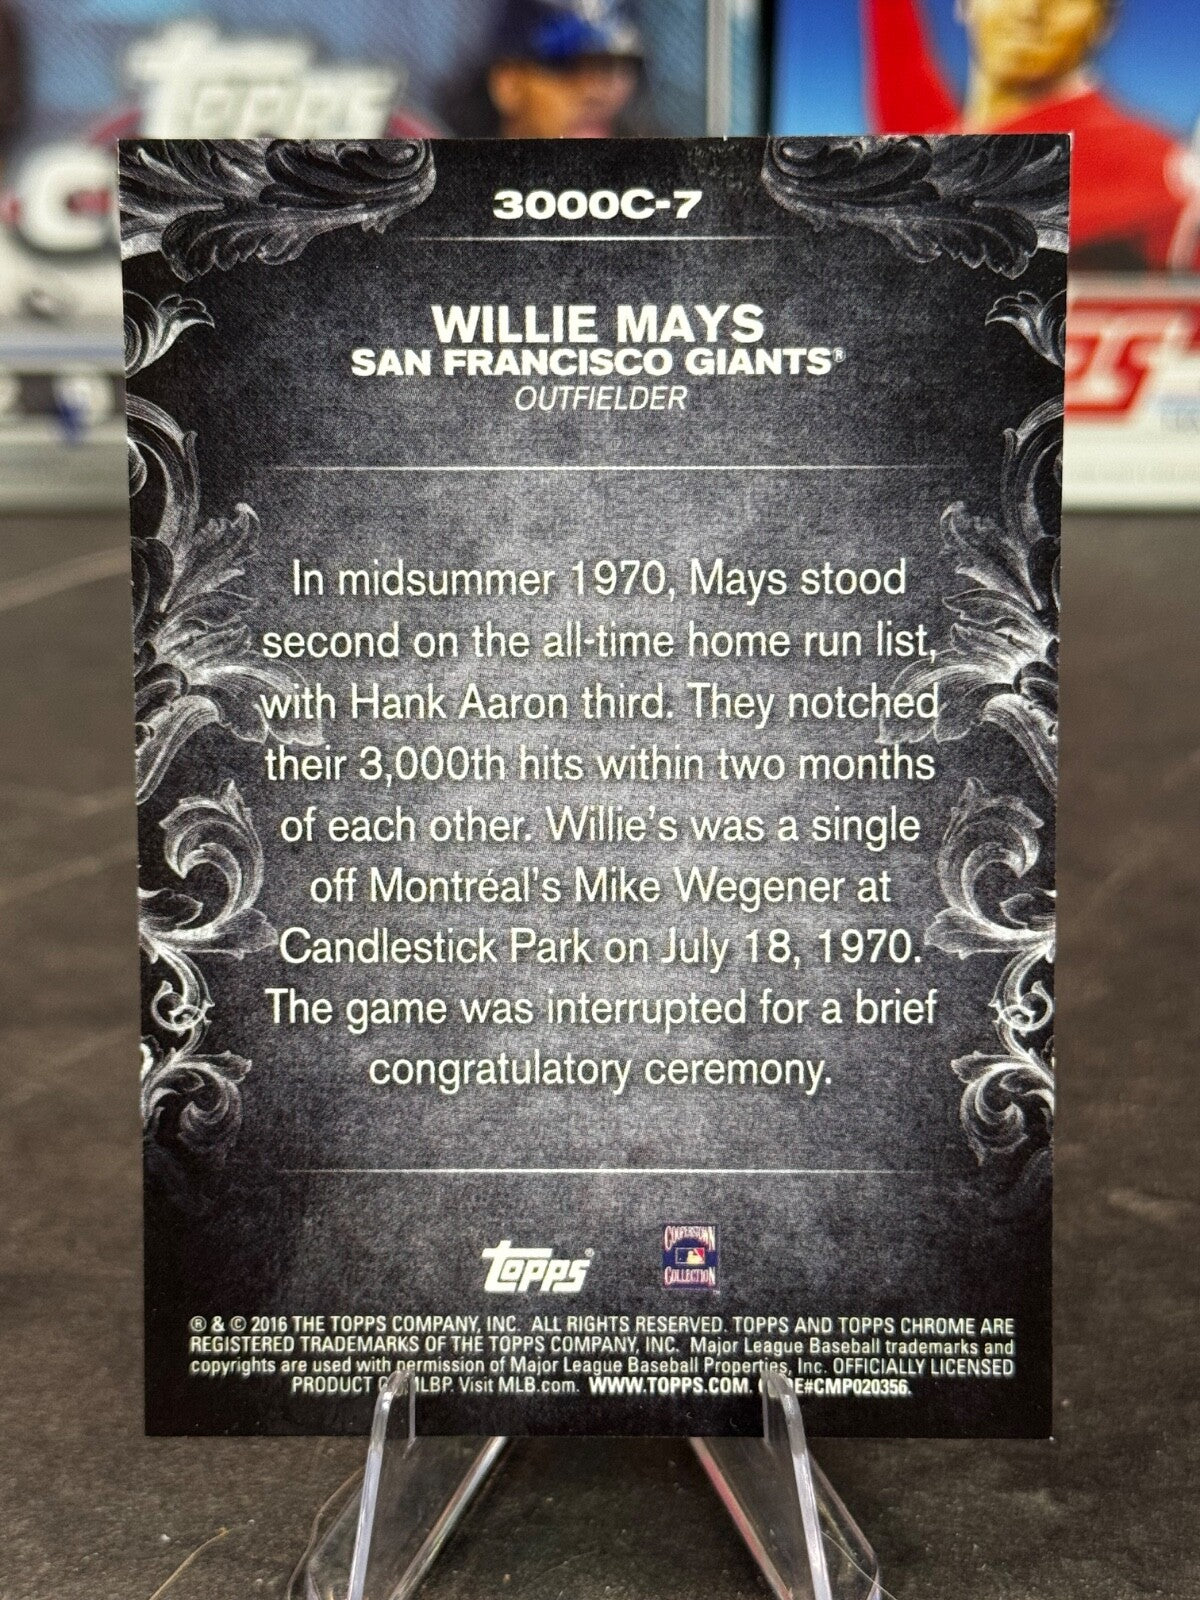 Topps
3000C-7
WILLIE MAYS
SAN FRANCISCO GIANTS®
OUTFIELDER
In midsummer 1970, Mays stood
second on the all-time home run list,
with Hank Aaron third. They notched
their 3,000th hits within two months
of each other. Willie's was a single
off Montréal's Mike Wegener at
Candlestick Park on July 18, 1970.
The game was interrupted for a brief
congratulatory ceremony.
Topps®
COOPERSTOWN
COLLECTION
® & © 2016 THE TOPPS COMPANY, INC. ALL RIGHTS RESERVED. TOPPS AND TOPPS CHROME ARE
REGISTERED TRADEMARKS OF THE TOPPS COMPANY, INC. Major League Baseball trademarks and
copyrights are used with permission of Major League Baseball Properties, Inc. OFFICIALLY LICENSED
PRODUCT MLBP. Visit MLB.com. WWW.TOPPS.COM. E#CMP020356.